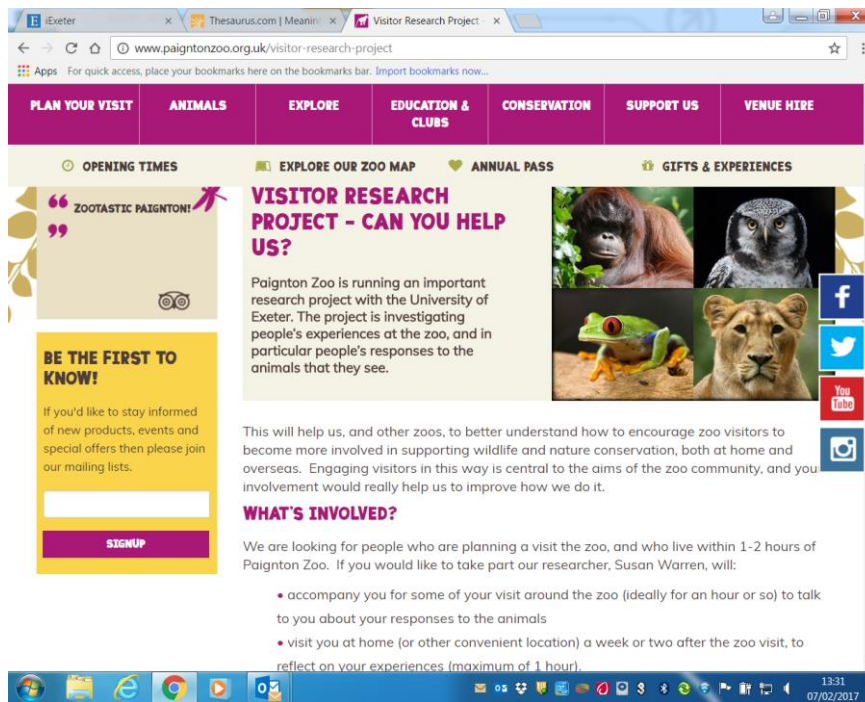 iExeter
Thesaurus.com | Meanin
Visitor Research Project -
www.paigntonzoo.org.uk/visitor-research-project
Apps For quick access, place your bookmarks here on the bookmarks bar. Import bookmarks now...
PLAN YOUR VISIT ANIMALS EXPLORE EDUCATION & CLUBS CONSERVATION SUPPORT US VENUE HIRE
OPENING TIMES EXPLORE OUR ZOO MAP ANNUAL PASS GIFTS & EXPERIENCES
“ ZOOTASTIC PAIGNTON!
”
BE THE FIRST TO
KNOW!
If you'd like to stay informed
of new products, events and
special offers then please join
our mailing lists.
SIGNUP
VISITOR RESEARCH
PROJECT - CAN YOU HELP
US?
Paignton Zoo is running an important
research project with the University of
Exeter. The project is investigating
people's experiences at the zoo, and in
particular people's responses to the
animals that they see.
This will help us, and other zoos, to better understand how to encourage zoo visitors to
become more involved in supporting wildlife and nature conservation, both at home and
overseas. Engaging visitors in this way is central to the aims of the zoo community, and you
involvement would really help us to improve how we do it.
WHAT'S INVOLVED?
We are looking for people who are planning a visit the zoo, and who live within 1-2 hours of
Paignton Zoo. If you would like to take part our researcher, Susan Warren, will:
• accompany you for some of your visit around the zoo (ideally for an hour or so) to talk
to you about your responses to the animals
• visit you at home (or other convenient location) a week or two after the zoo visit, to
reflect on your experiences (maximum of 1 hour).
f
You
Tube
13:31
07/02/2017